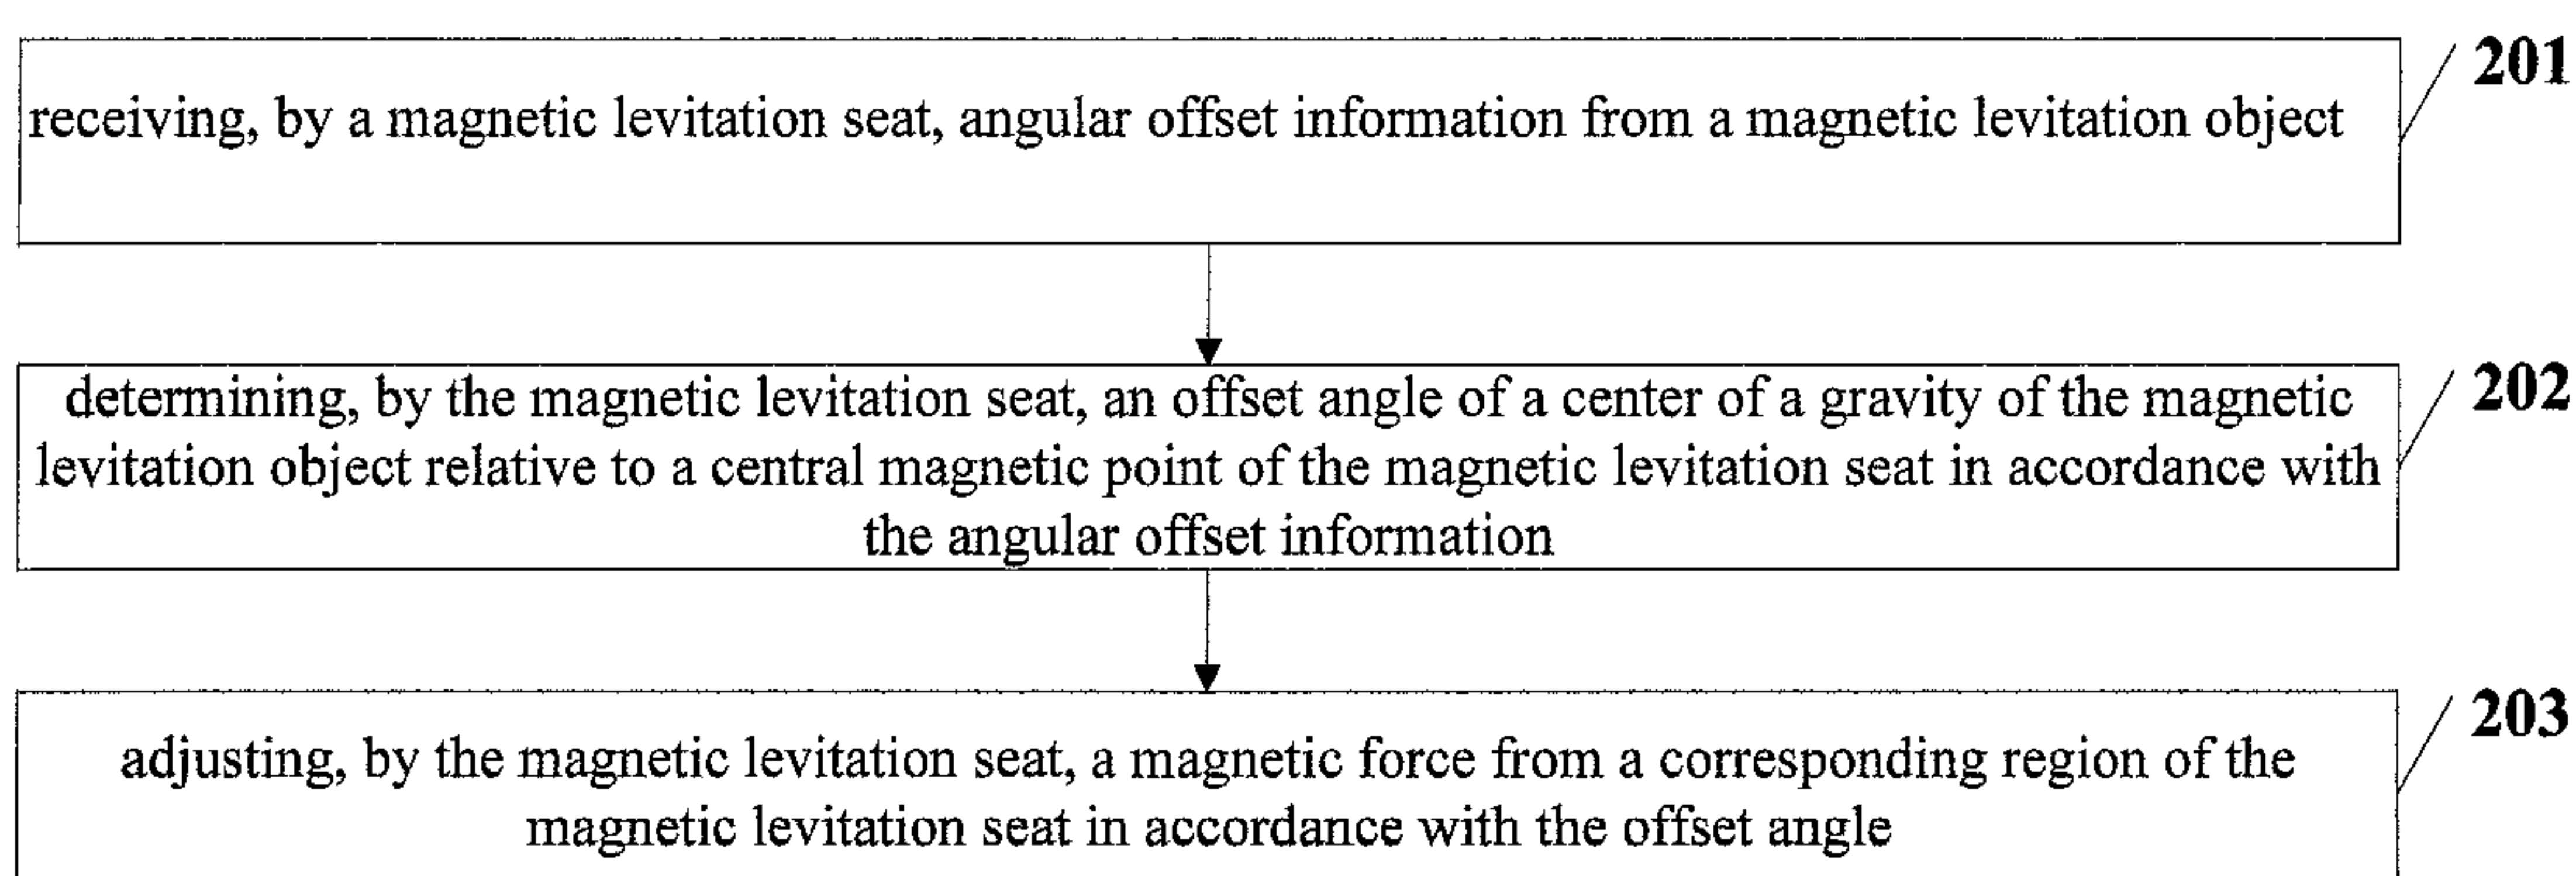 201
receiving, by a magnetic levitation seat, angular offset information from a magnetic levitation object
202
determining, by the magnetic levitation seat, an offset angle of a center of a gravity of the magnetic
levitation object relative to a central magnetic point of the magnetic levitation seat in accordance with
the angular offset information
203
adjusting, by the magnetic levitation seat, a magnetic force from a corresponding region of the
magnetic levitation seat in accordance with the offset angle